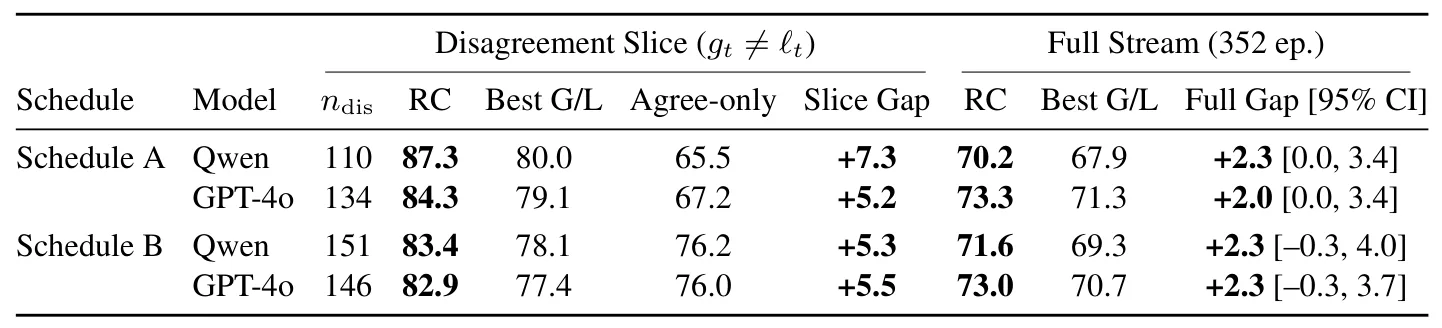 Disagreement Slice (gₜ ≠ ℓₜ) Full Stream (352 ep.)
Schedule Model n_dis RC Best G/L Agree-only Slice Gap RC Best G/L Full Gap [95% CI]
Schedule A Qwen 110 87.3 80.0 65.5 +7.3 70.2 67.9 +2.3 [0.0, 3.4]
GPT-4o 134 84.3 79.1 67.2 +5.2 73.3 71.3 +2.0 [0.0, 3.4]
Schedule B Qwen 151 83.4 78.1 76.2 +5.3 71.6 69.3 +2.3 [–0.3, 4.0]
GPT-4o 146 82.9 77.4 76.0 +5.5 73.0 70.7 +2.3 [–0.3, 3.7]